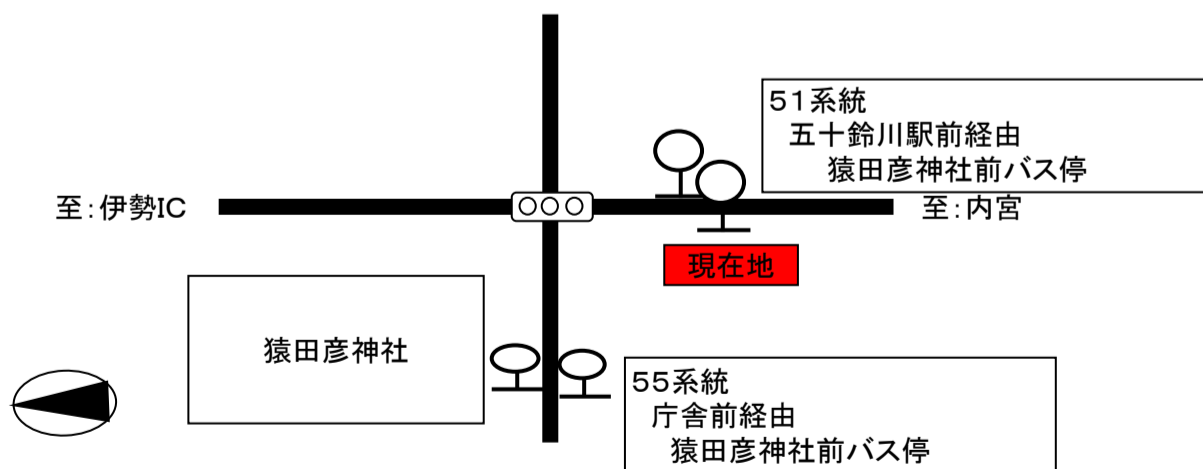 51系統
五十鈴川駅前経由
猿田彦神社前バス停
至:伊勢IC
至:内宮
現在地
猿田彦神社
55系統
庁舎前経由
猿田彦神社前バス停